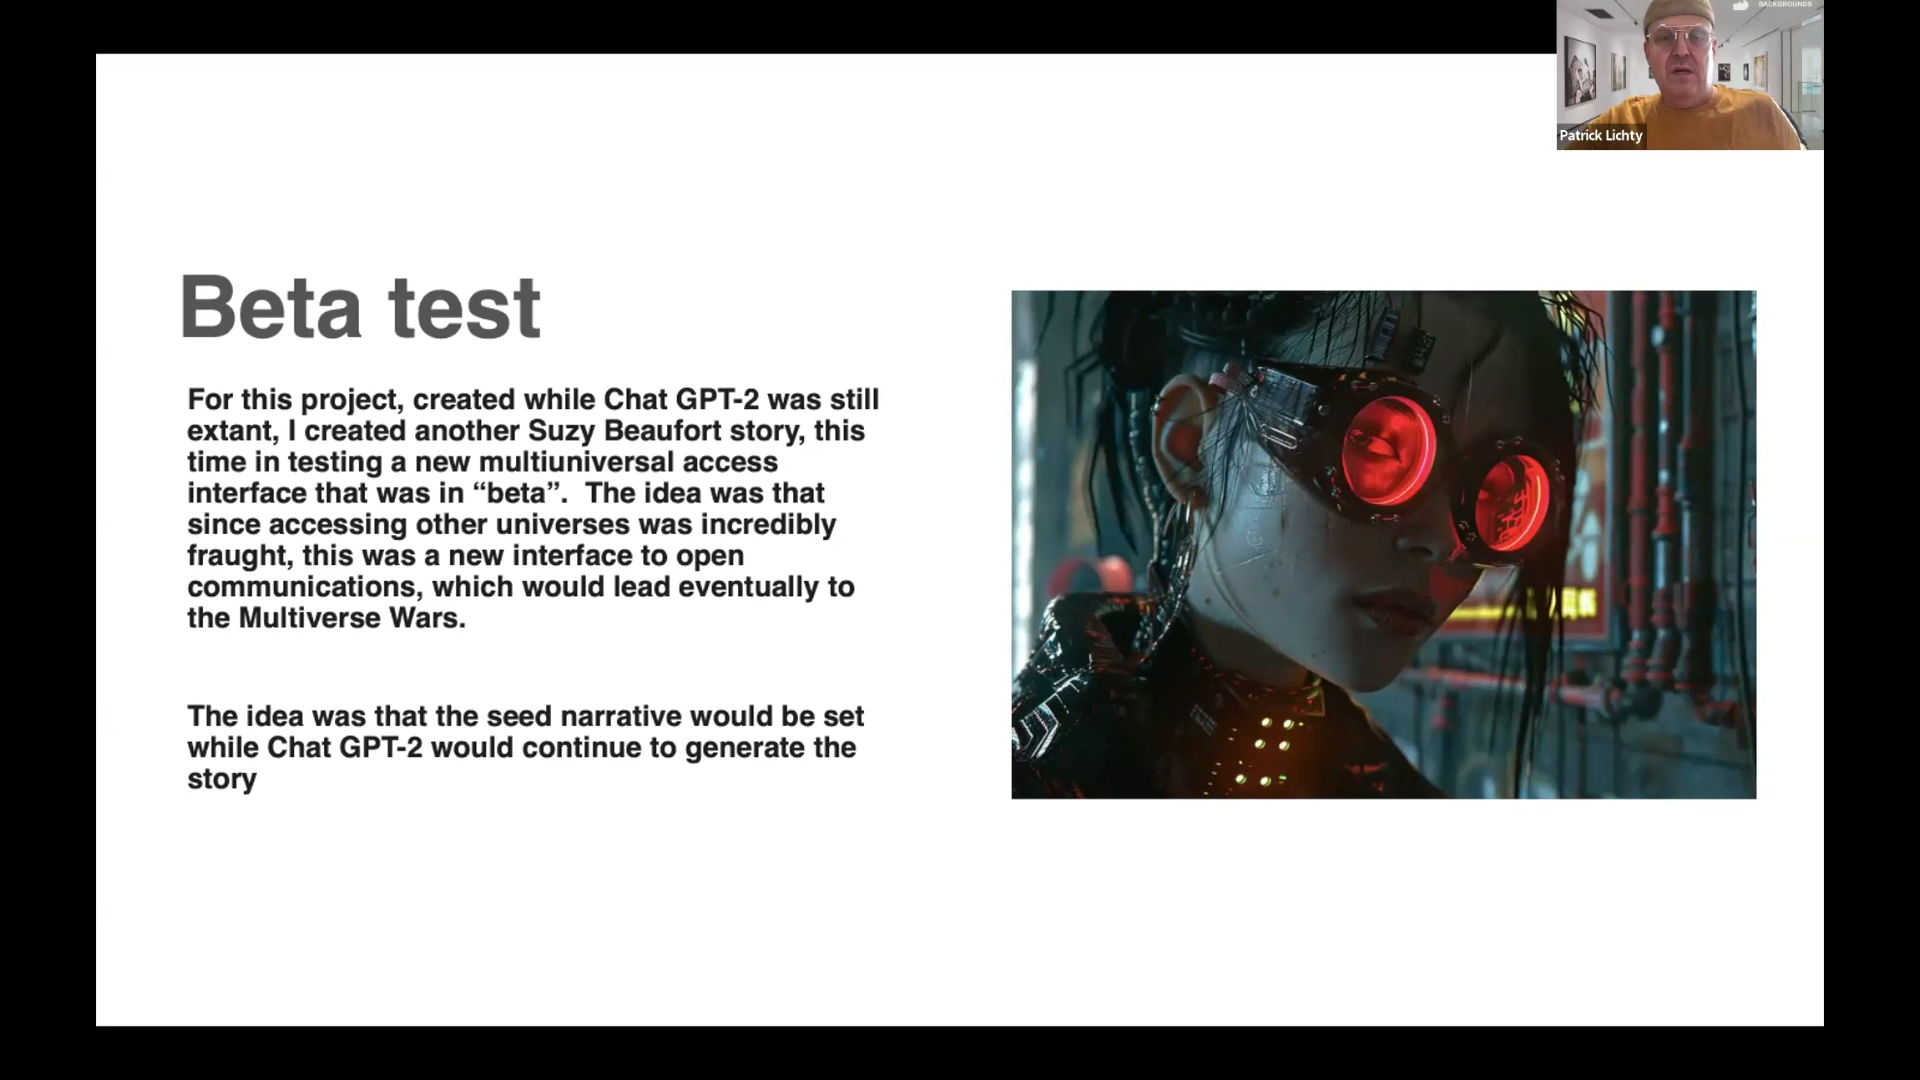 BACKGROUNDS
Patrick Lichty
Beta test
For this project, created while Chat GPT-2 was still
extant, I created another Suzy Beaufort story, this
time in testing a new multiuniversal access
interface that was in “beta”.  The idea was that
since accessing other universes was incredibly
fraught, this was a new interface to open
communications, which would lead eventually to
the Multiverse Wars.
The idea was that the seed narrative would be set
while Chat GPT-2 would continue to generate the
story